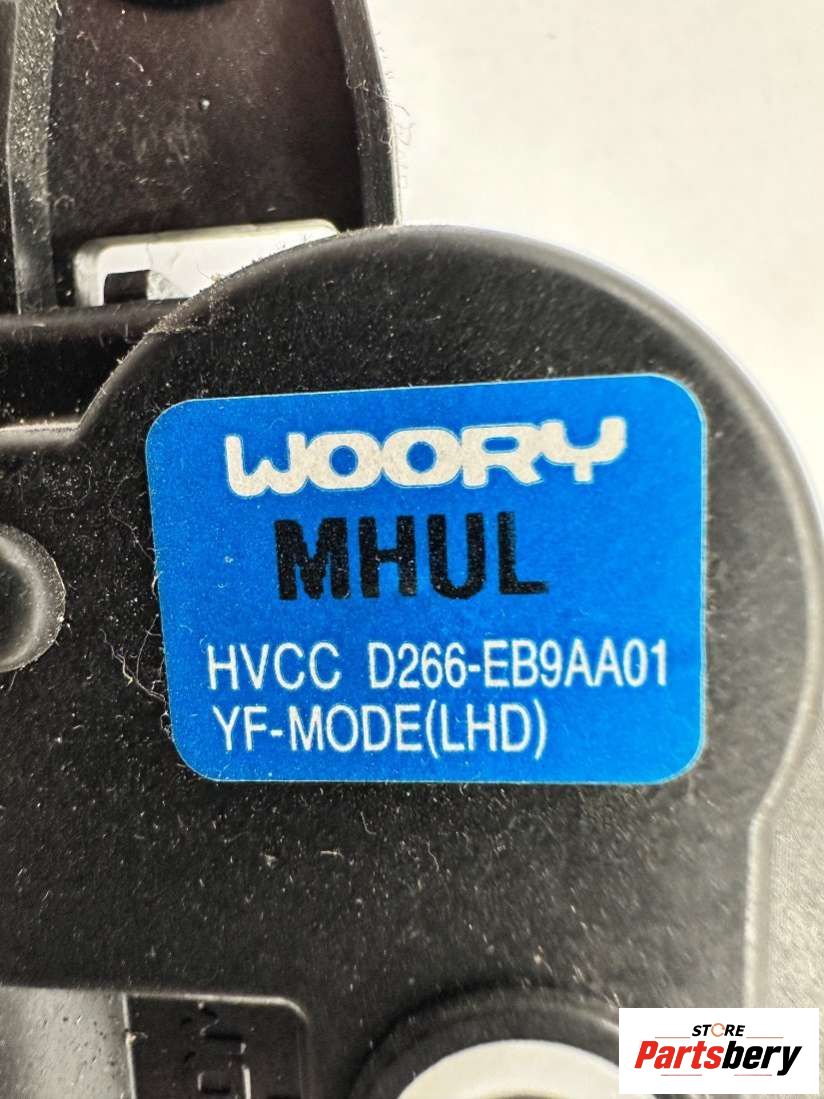 WOORY
MHUL
HVCC D266-EB9AA01
YF-MODE(LHD)
STORE
Partsbery